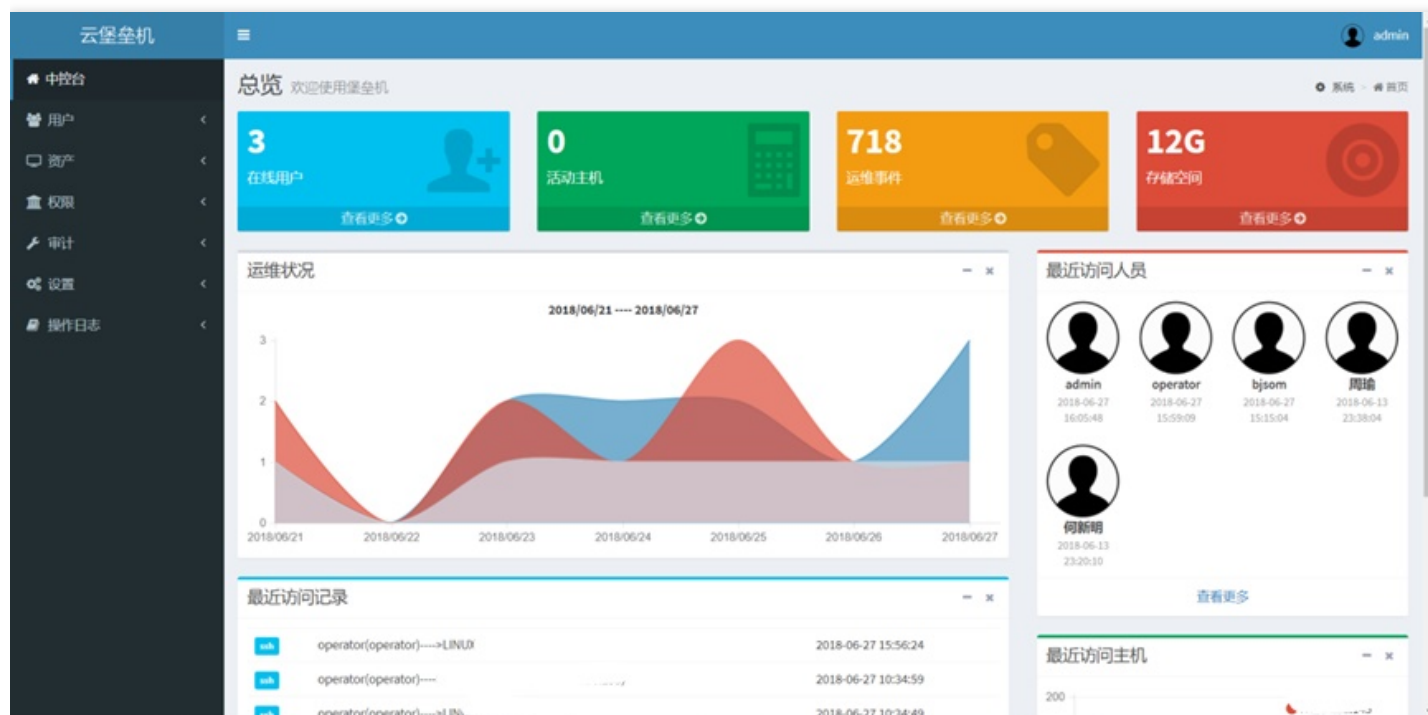 云堡垒机
admin
中控台
用户
资产
权限
审计
设置
操作日志
总览 欢迎使用堡垒机
系统 > 首页
3
在线用户
查看更多
0
活动主机
查看更多
718
运维事件
查看更多
12G
存储空间
查看更多
运维状况
2018/06/21 ---- 2018/06/27
3
2
1
0
2018/06/21 2018/06/22 2018/06/23 2018/06/24 2018/06/25 2018/06/26 2018/06/27
最近访问人员
admin
2018-06-27
16:05:48
operator
2018-06-27
15:59:09
bjsom
2018-06-27
15:15:04
周瑜
2018-06-13
23:38:04
何新明
2018-06-13
23:20:10
查看更多
最近访问记录
ssh operator(operator)---->LINUX 2018-06-27 15:56:24
ssh operator(operator)---- 2018-06-27 10:34:59
ssh operator(operator)---- 2018-06-27 10:34:49
最近访问主机
200